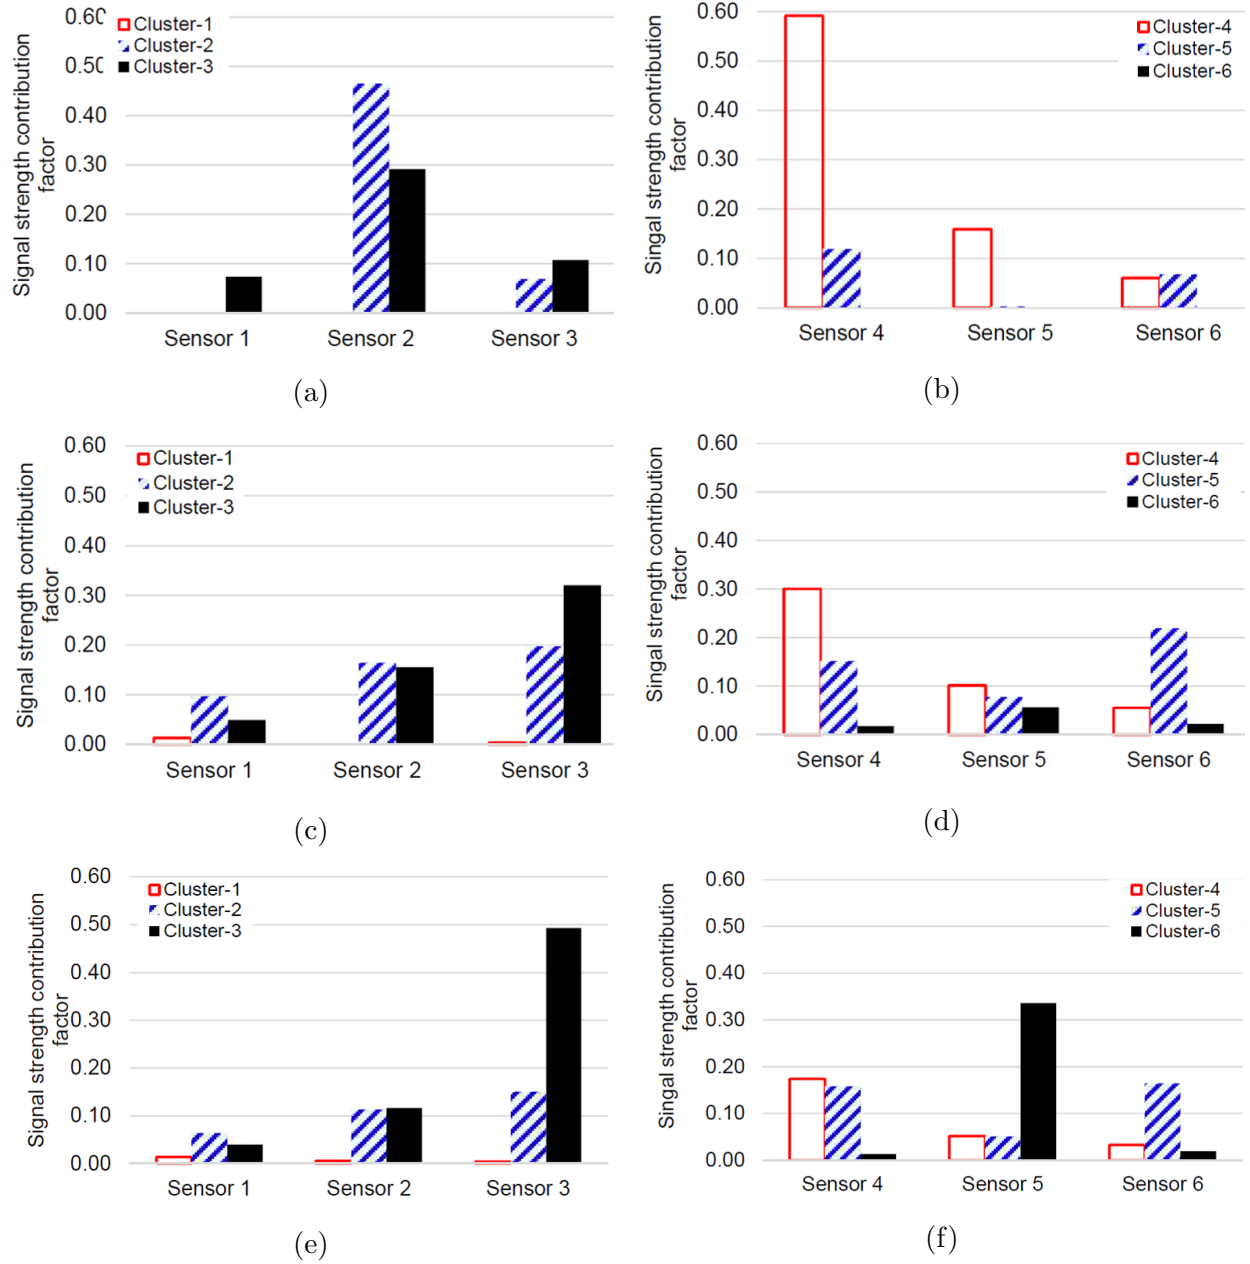 Signal strength contribution
factor
0.60
0.50
0.40
0.30
0.20
0.10
0.00
Cluster-1
Cluster-2
Cluster-3
Sensor 1 Sensor 2 Sensor 3
(a)
Singal strength contribution
factor
0.60
0.50
0.40
0.30
0.20
0.10
0.00
Cluster-4
Cluster-5
Cluster-6
Sensor 4 Sensor 5 Sensor 6
(b)
Signal strength contribution
factor
0.60
0.50
0.40
0.30
0.20
0.10
0.00
Cluster-1
Cluster-2
Cluster-3
Sensor 1 Sensor 2 Sensor 3
(c)
Singal strength contribution
factor
0.60
0.50
0.40
0.30
0.20
0.10
0.00
Cluster-4
Cluster-5
Cluster-6
Sensor 4 Sensor 5 Sensor 6
(d)
Signal strength contribution
factor
0.60
0.50
0.40
0.30
0.20
0.10
0.00
Cluster-1
Cluster-2
Cluster-3
Sensor 1 Sensor 2 Sensor 3
(e)
Singal strength contribution
factor
0.60
0.50
0.40
0.30
0.20
0.10
0.00
Cluster-4
Cluster-5
Cluster-6
Sensor 4 Sensor 5 Sensor 6
(f)